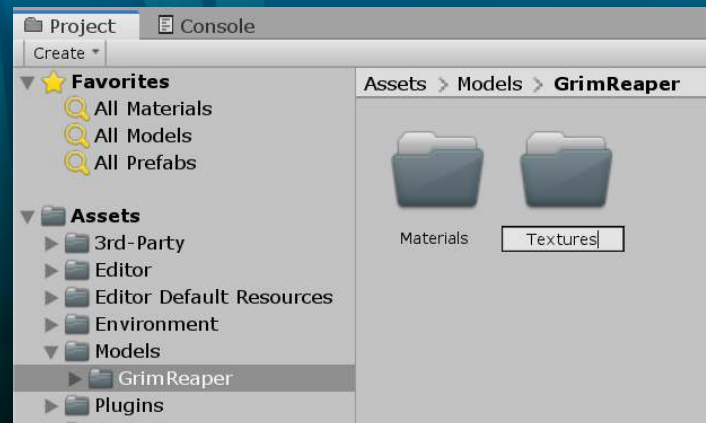 Project
Console
Create
Favorites
All Materials
All Models
All Prefabs
Assets
3rd-Party
Editor
Editor Default Resources
Environment
Models
GrimReaper
Plugins
Assets > Models > GrimReaper
Materials
Textures